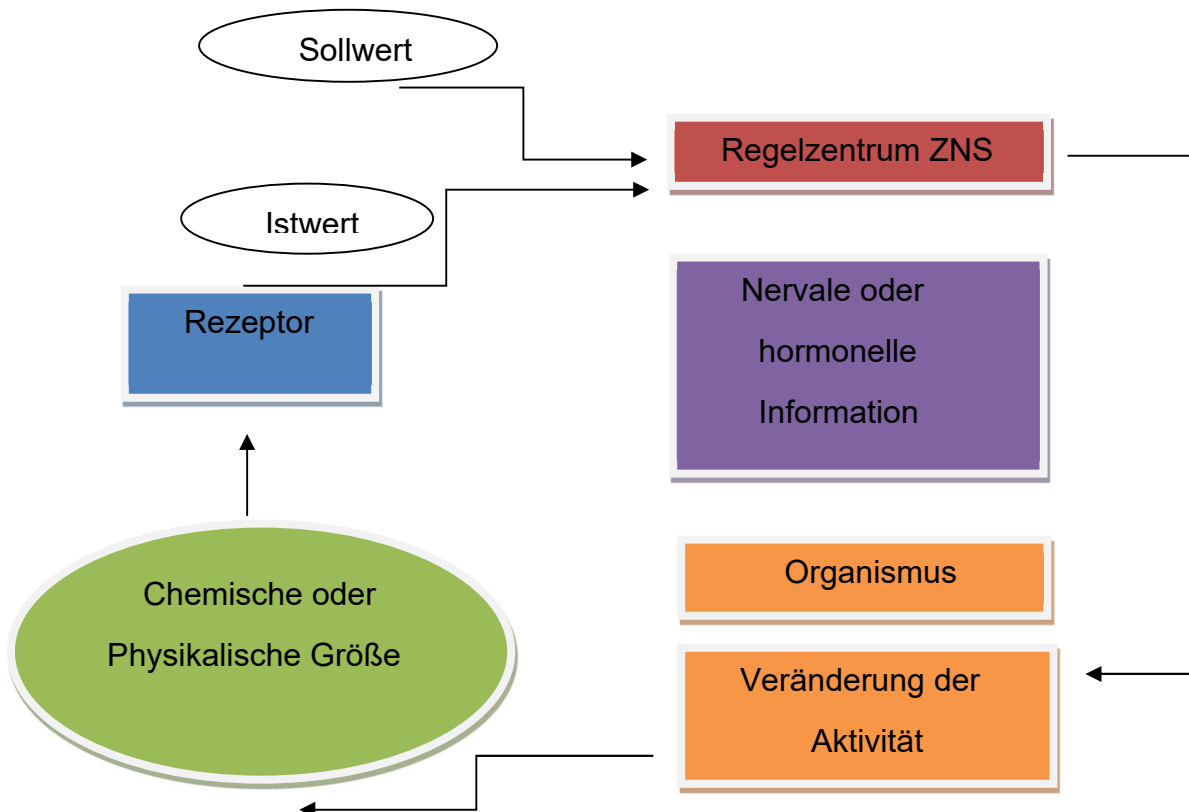 Sollwert
Regelzentrum ZNS
Istwert
Rezeptor
Nervale oder
hormonelle
Information
Chemische oder
Physikalische Größe
Organismus
Veränderung der
Aktivität